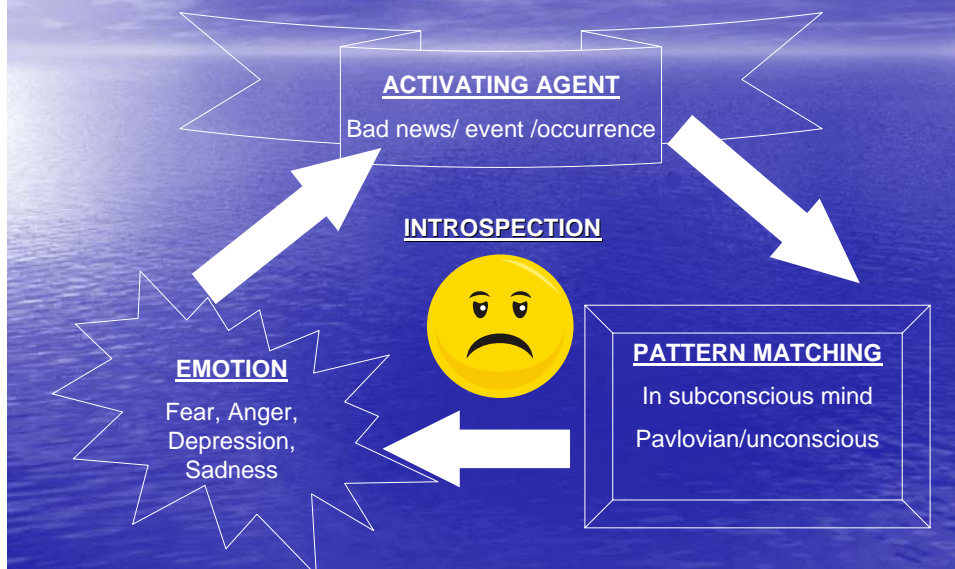 ACTIVATING AGENT
Bad news/ event /occurrence
INTROSPECTION
PATTERN MATCHING
In subconscious mind
Pavlovian/unconscious
EMOTION
Fear, Anger,
Depression,
Sadness